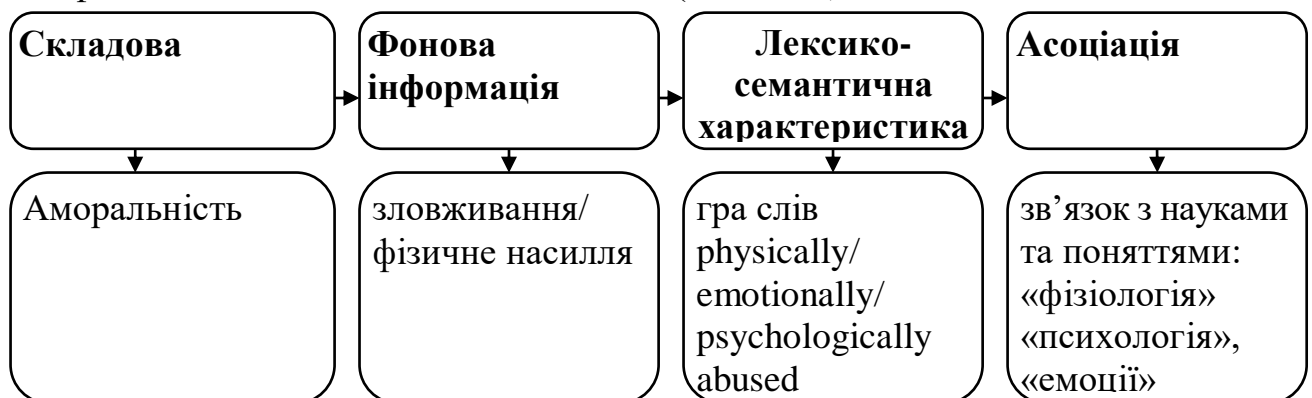 Складова
Фонова
інформація
Лексико-
семантична
характеристика
Асоціація
Аморальність
зловживання/
фізичне насилля
гра слів
physically/
emotionally/
psychologically
abused
зв’язок з науками
та поняттями:
«фізіологія»
«психологія»,
«емоції»